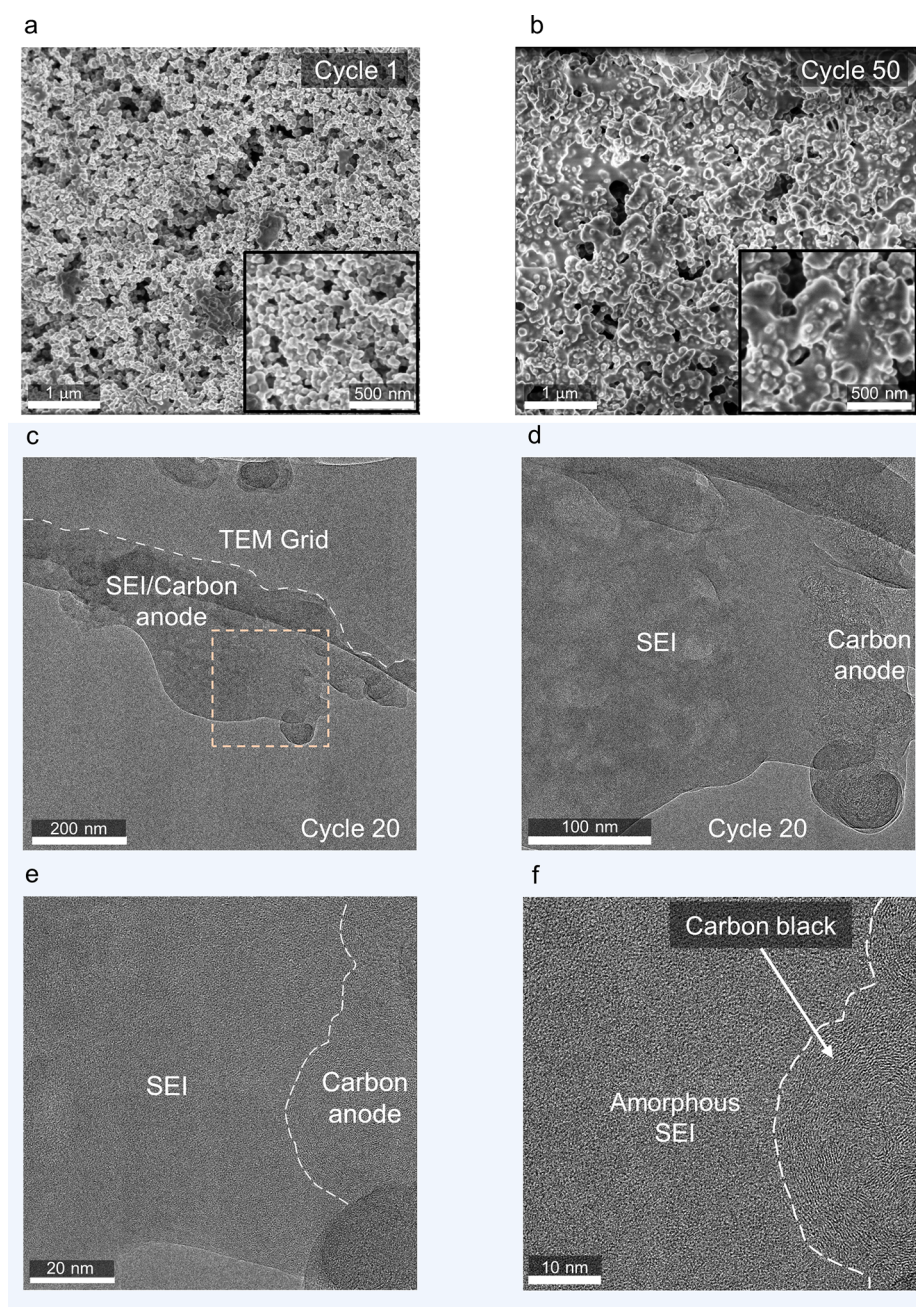 a
b
Cycle 1
Cycle 50
1 µm
500 nm
1 µm
500 nm
c
d
TEM Grid
SEI/Carbon
anode
Cycle 20
200 nm
SEI
Carbon
anode
Cycle 20
100 nm
e
f
SEI
Carbon
anode
20 nm
Carbon black
Amorphous
SEI
10 nm